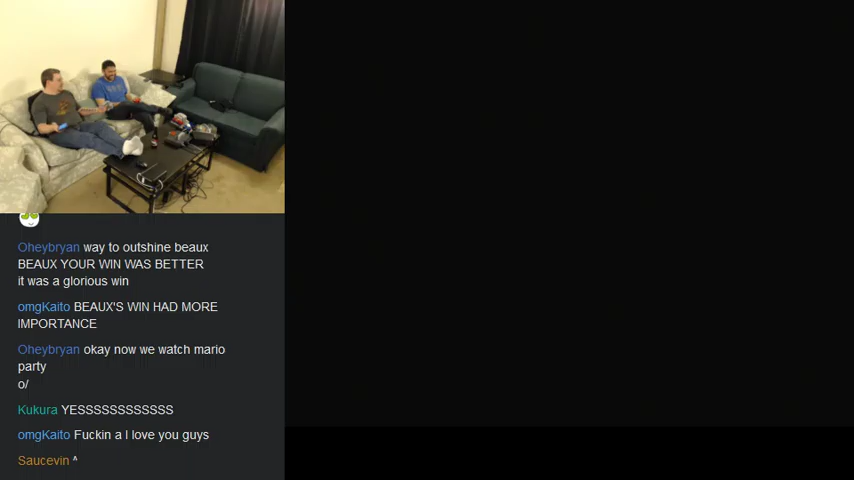 Oheybryan way to outshine beaux
BEAUX YOUR WIN WAS BETTER
it was a glorious win
omgKaito BEAUX'S WIN HAD MORE
IMPORTANCE
Oheybryan okay now we watch mario
party
o/
Kukura YESSSSSSSSSSSS
omgKaito Fuckin a I love you guys
Saucevin ^